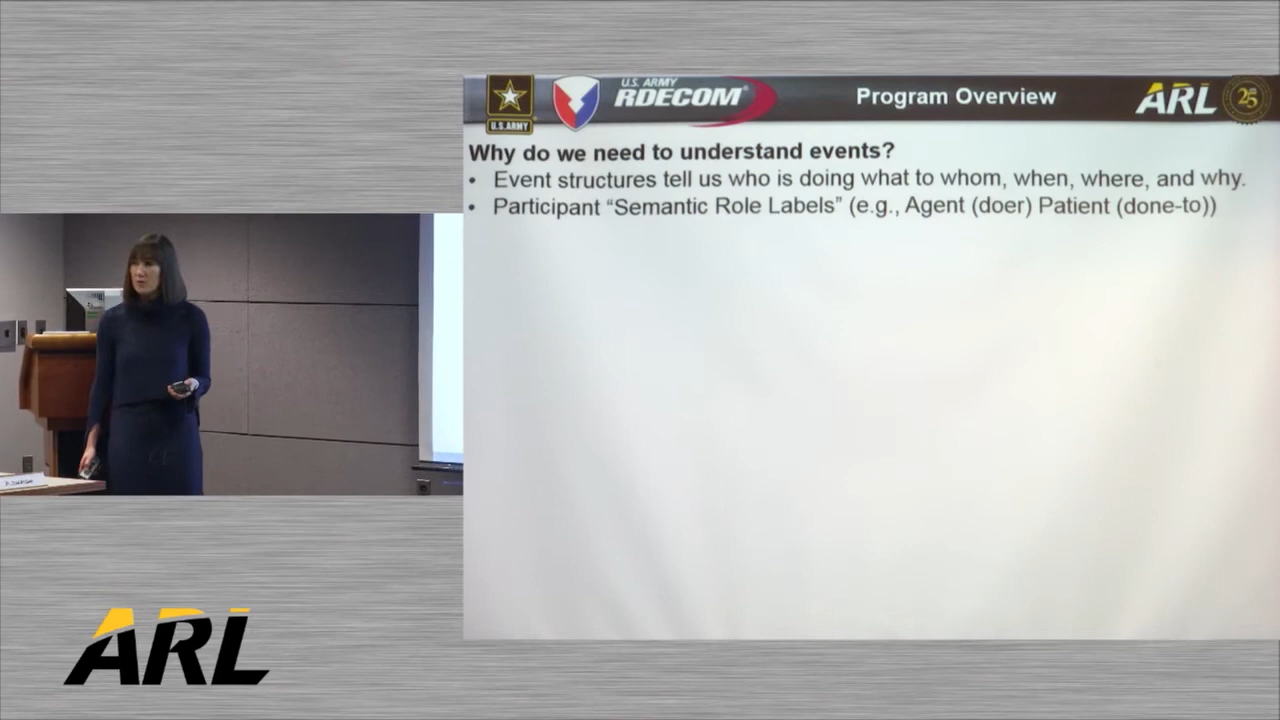 U.S. ARMY
U.S. ARMY
RDECOM®
Program Overview
ARL
25
Why do we need to understand events?
• Event structures tell us who is doing what to whom, when, where, and why.
• Participant “Semantic Role Labels” (e.g., Agent (doer) Patient (done-to))
ARL